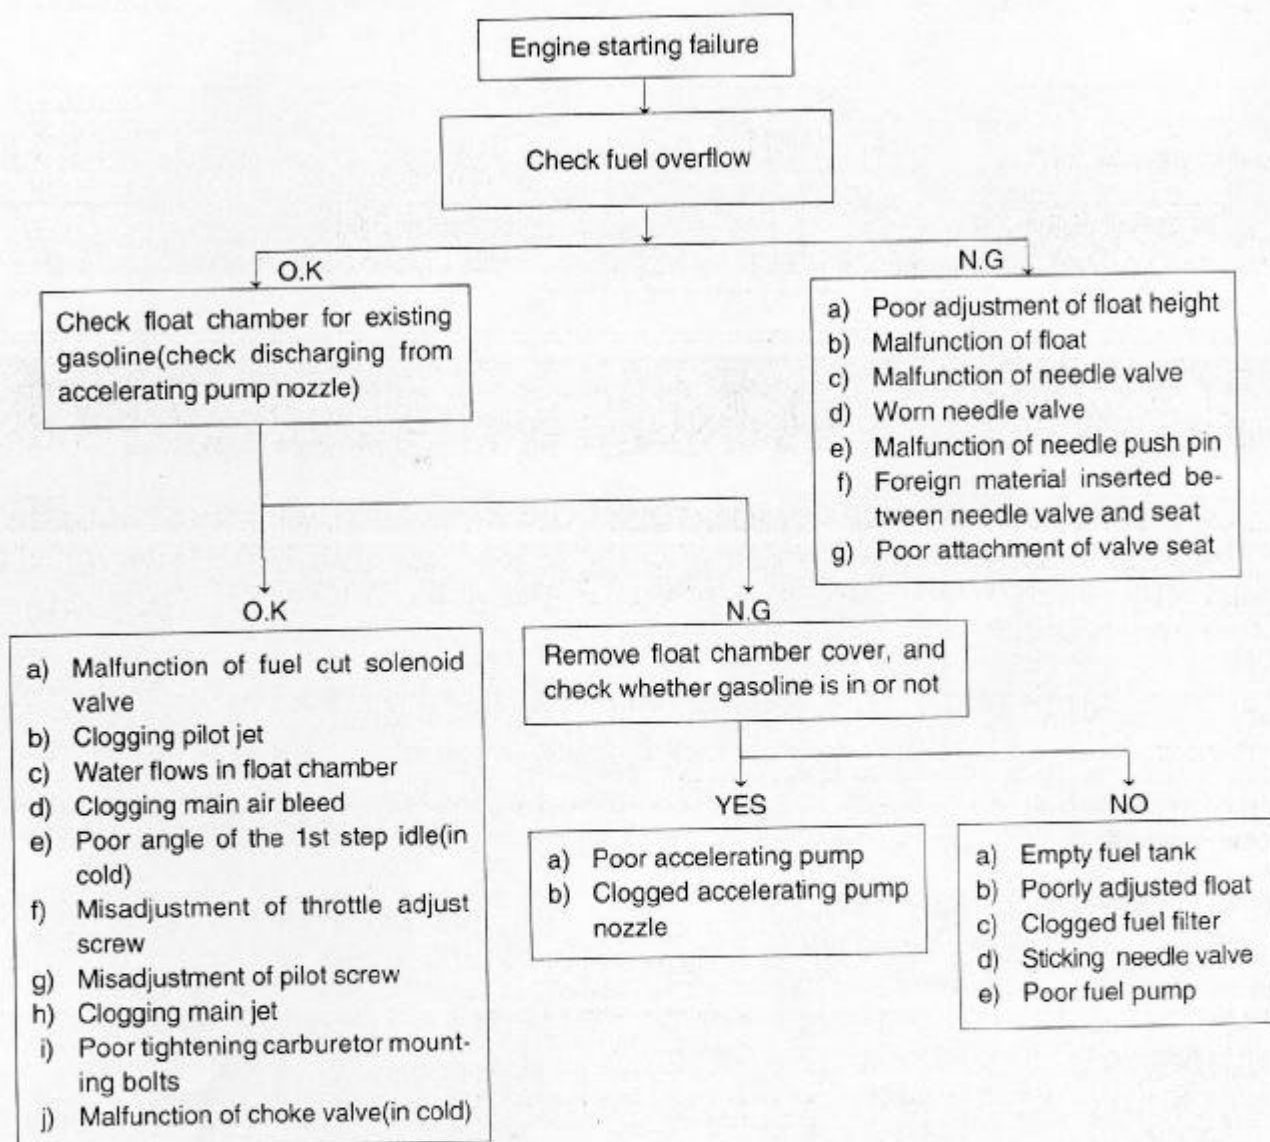 Engine starting failure
Check fuel overflow
O.K
N.G
Check float chamber for existing
gasoline(check discharging from
accelerating pump nozzle)
a) Poor adjustment of float height
b) Malfunction of float
c) Malfunction of needle valve
d) Worn needle valve
e) Malfunction of needle push pin
f) Foreign material inserted be-
tween needle valve and seat
g) Poor attachment of valve seat
O.K
N.G
a) Malfunction of fuel cut solenoid
valve
b) Clogging pilot jet
c) Water flows in float chamber
d) Clogging main air bleed
e) Poor angle of the 1st step idle(in
cold)
f) Misadjustment of throttle adjust
screw
g) Misadjustment of pilot screw
h) Clogging main jet
i) Poor tightening carburetor mount-
ing bolts
j) Malfunction of choke valve(in cold)
Remove float chamber cover, and
check whether gasoline is in or not
YES
NO
a) Poor accelerating pump
b) Clogged accelerating pump
nozzle
a) Empty fuel tank
b) Poorly adjusted float
c) Clogged fuel filter
d) Sticking needle valve
e) Poor fuel pump